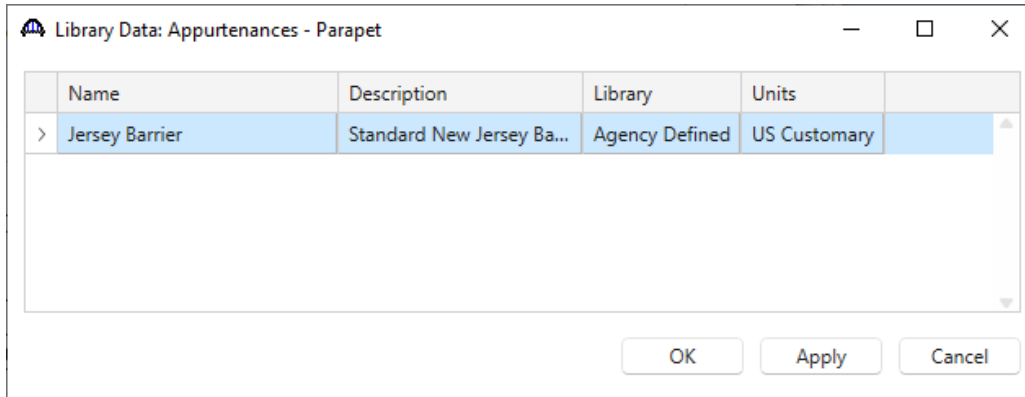 Library Data: Appurtenances - Parapet
Name Description Library Units
Jersey Barrier Standard New Jersey Ba... Agency Defined US Customary
OK Apply Cancel